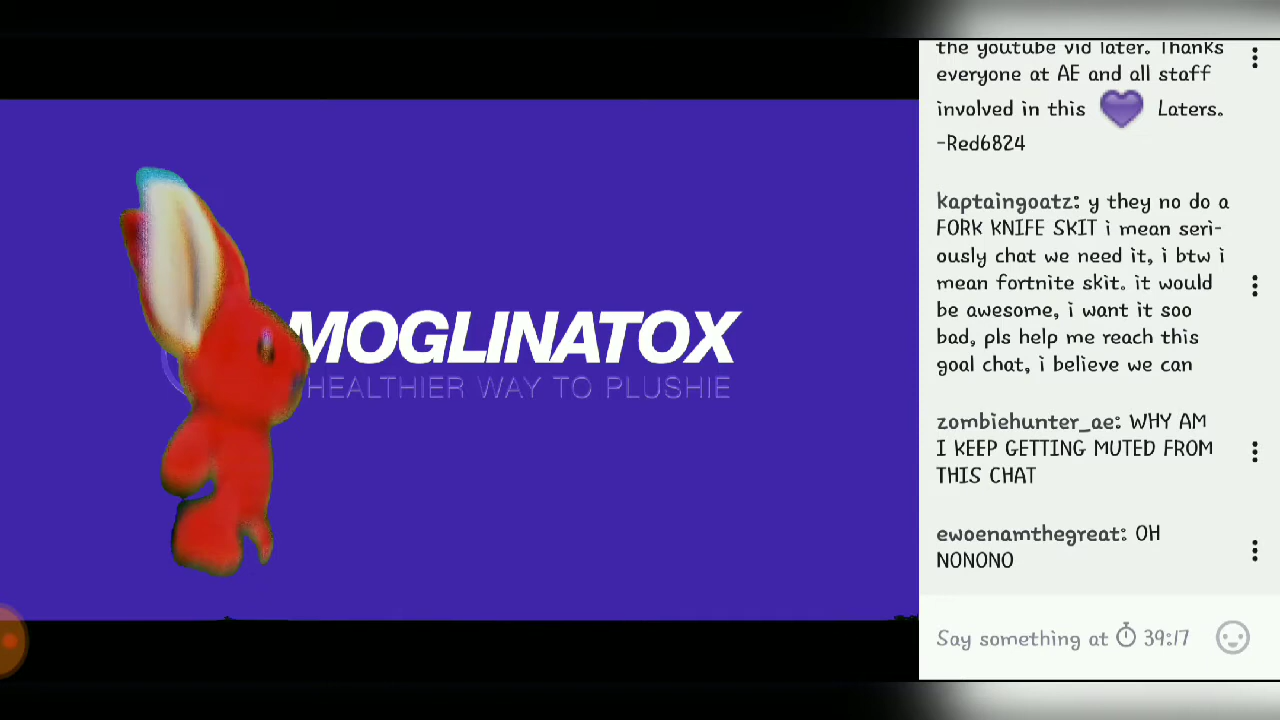 MOGLINATOX
HEALTHIER WAY TO PLUSHIE
the youtube vid later. Thanks
everyone at AE and all staff
involved in this 💜 Laters.
-Red6824
kaptaingoatz: y they no do a
FORK KNIFE SKIT i mean seri-
ously chat we need it, i btw i
mean fortnite skit. it would
be awesome, i want it soo
bad, pls help me reach this
goal chat, i believe we can
zombiehunter_ae: WHY AM
I KEEP GETTING MUTED FROM
THIS CHAT
ewoenamthegreat: OH
NONONO
Say something at 39:17